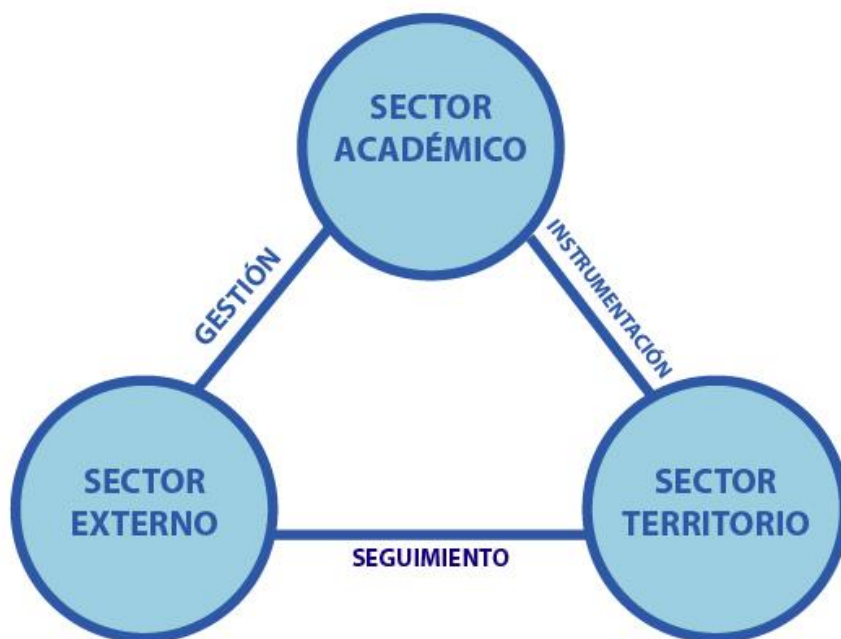 SECTOR
ACADÉMICO
GESTIÓN
INSTRUMENTACIÓN
SECTOR
EXTERNO
SEGUIMIENTO
SECTOR
TERRITORIO